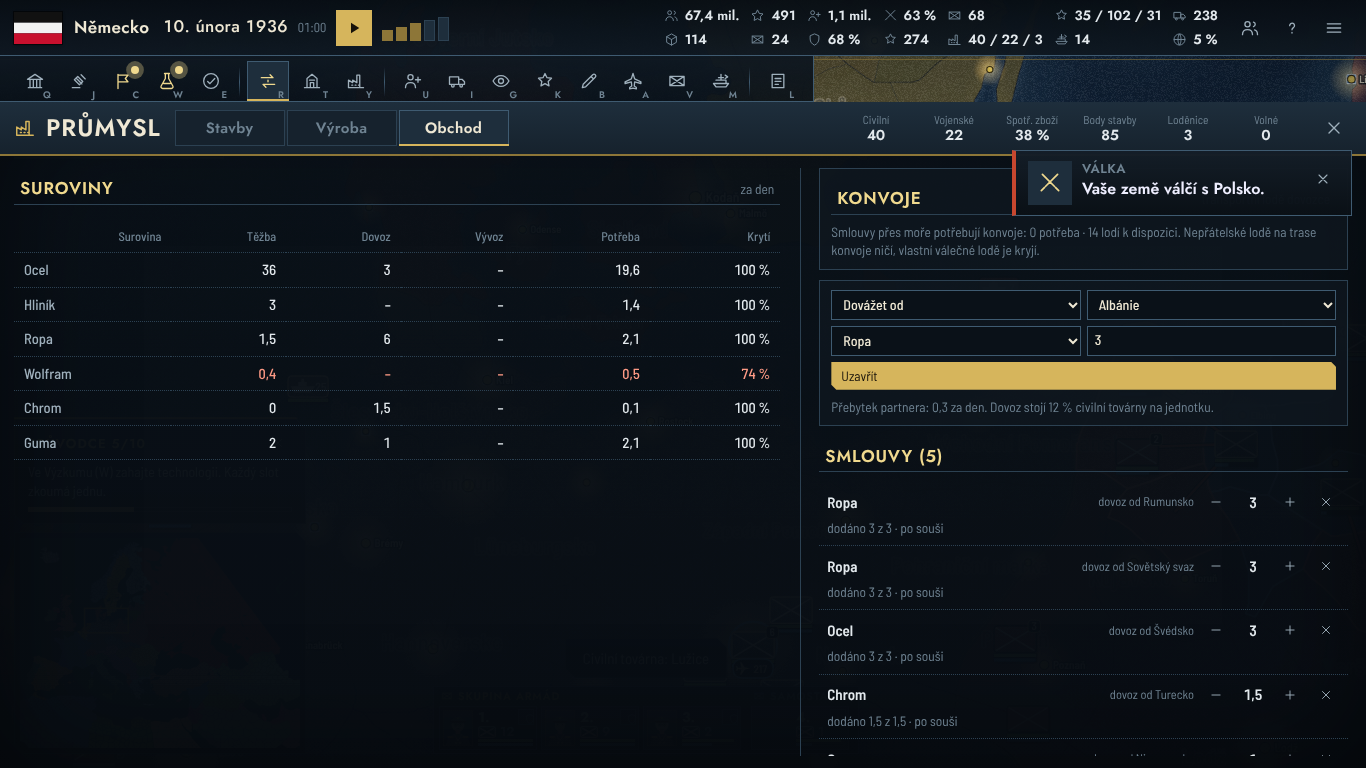 Německo 10. února 1936 01:00
67,4 mil. 491 1,1 mil. 63 % 68 35 / 102 / 31 238
114 24 68 % 274 40 / 22 / 3 14 5 %
?
Q J C W E R T Y U I G K B A V M L
PRŮMYSL Stavby Výroba Obchod
Civilní Vojenské Spotř. zboží Body stavby Loděnice Volné
40 22 38 % 85 3 0
VÁLKA
Vaše země válčí s Polsko.
SUROVINY za den
Surovina Těžba Dovoz Vývoz Potřeba Krytí
Ocel 36 3 – 19,6 100 %
Hliník 3 – – 1,4 100 %
Ropa 1,5 6 – 2,1 100 %
Wolfram 0,4 – – 0,5 74 %
Chrom 0 1,5 – 0,1 100 %
Guma 2 1 – 2,1 100 %
KONVOJE
Smlouvy přes moře potřebují konvoje: 0 potřeba · 14 lodí k dispozici. Nepřátelské lodě na trase
konvoje ničí, vlastní válečné lodě je kryjí.
Dovážet od Albánie
Ropa 3
Uzavřít
Přebytek partnera: 0,3 za den. Dovoz stojí 12 % civilní továrny na jednotku.
SMLOUVY (5)
Ropa dovoz od Rumunsko − 3 +
dodáno 3 z 3 · po souši
Ropa dovoz od Sovětský svaz − 3 +
dodáno 3 z 3 · po souši
Ocel dovoz od Švédsko − 3 +
dodáno 3 z 3 · po souši
Chrom dovoz od Turecko − 1,5 +
dodáno 1,5 z 1,5 · po souši